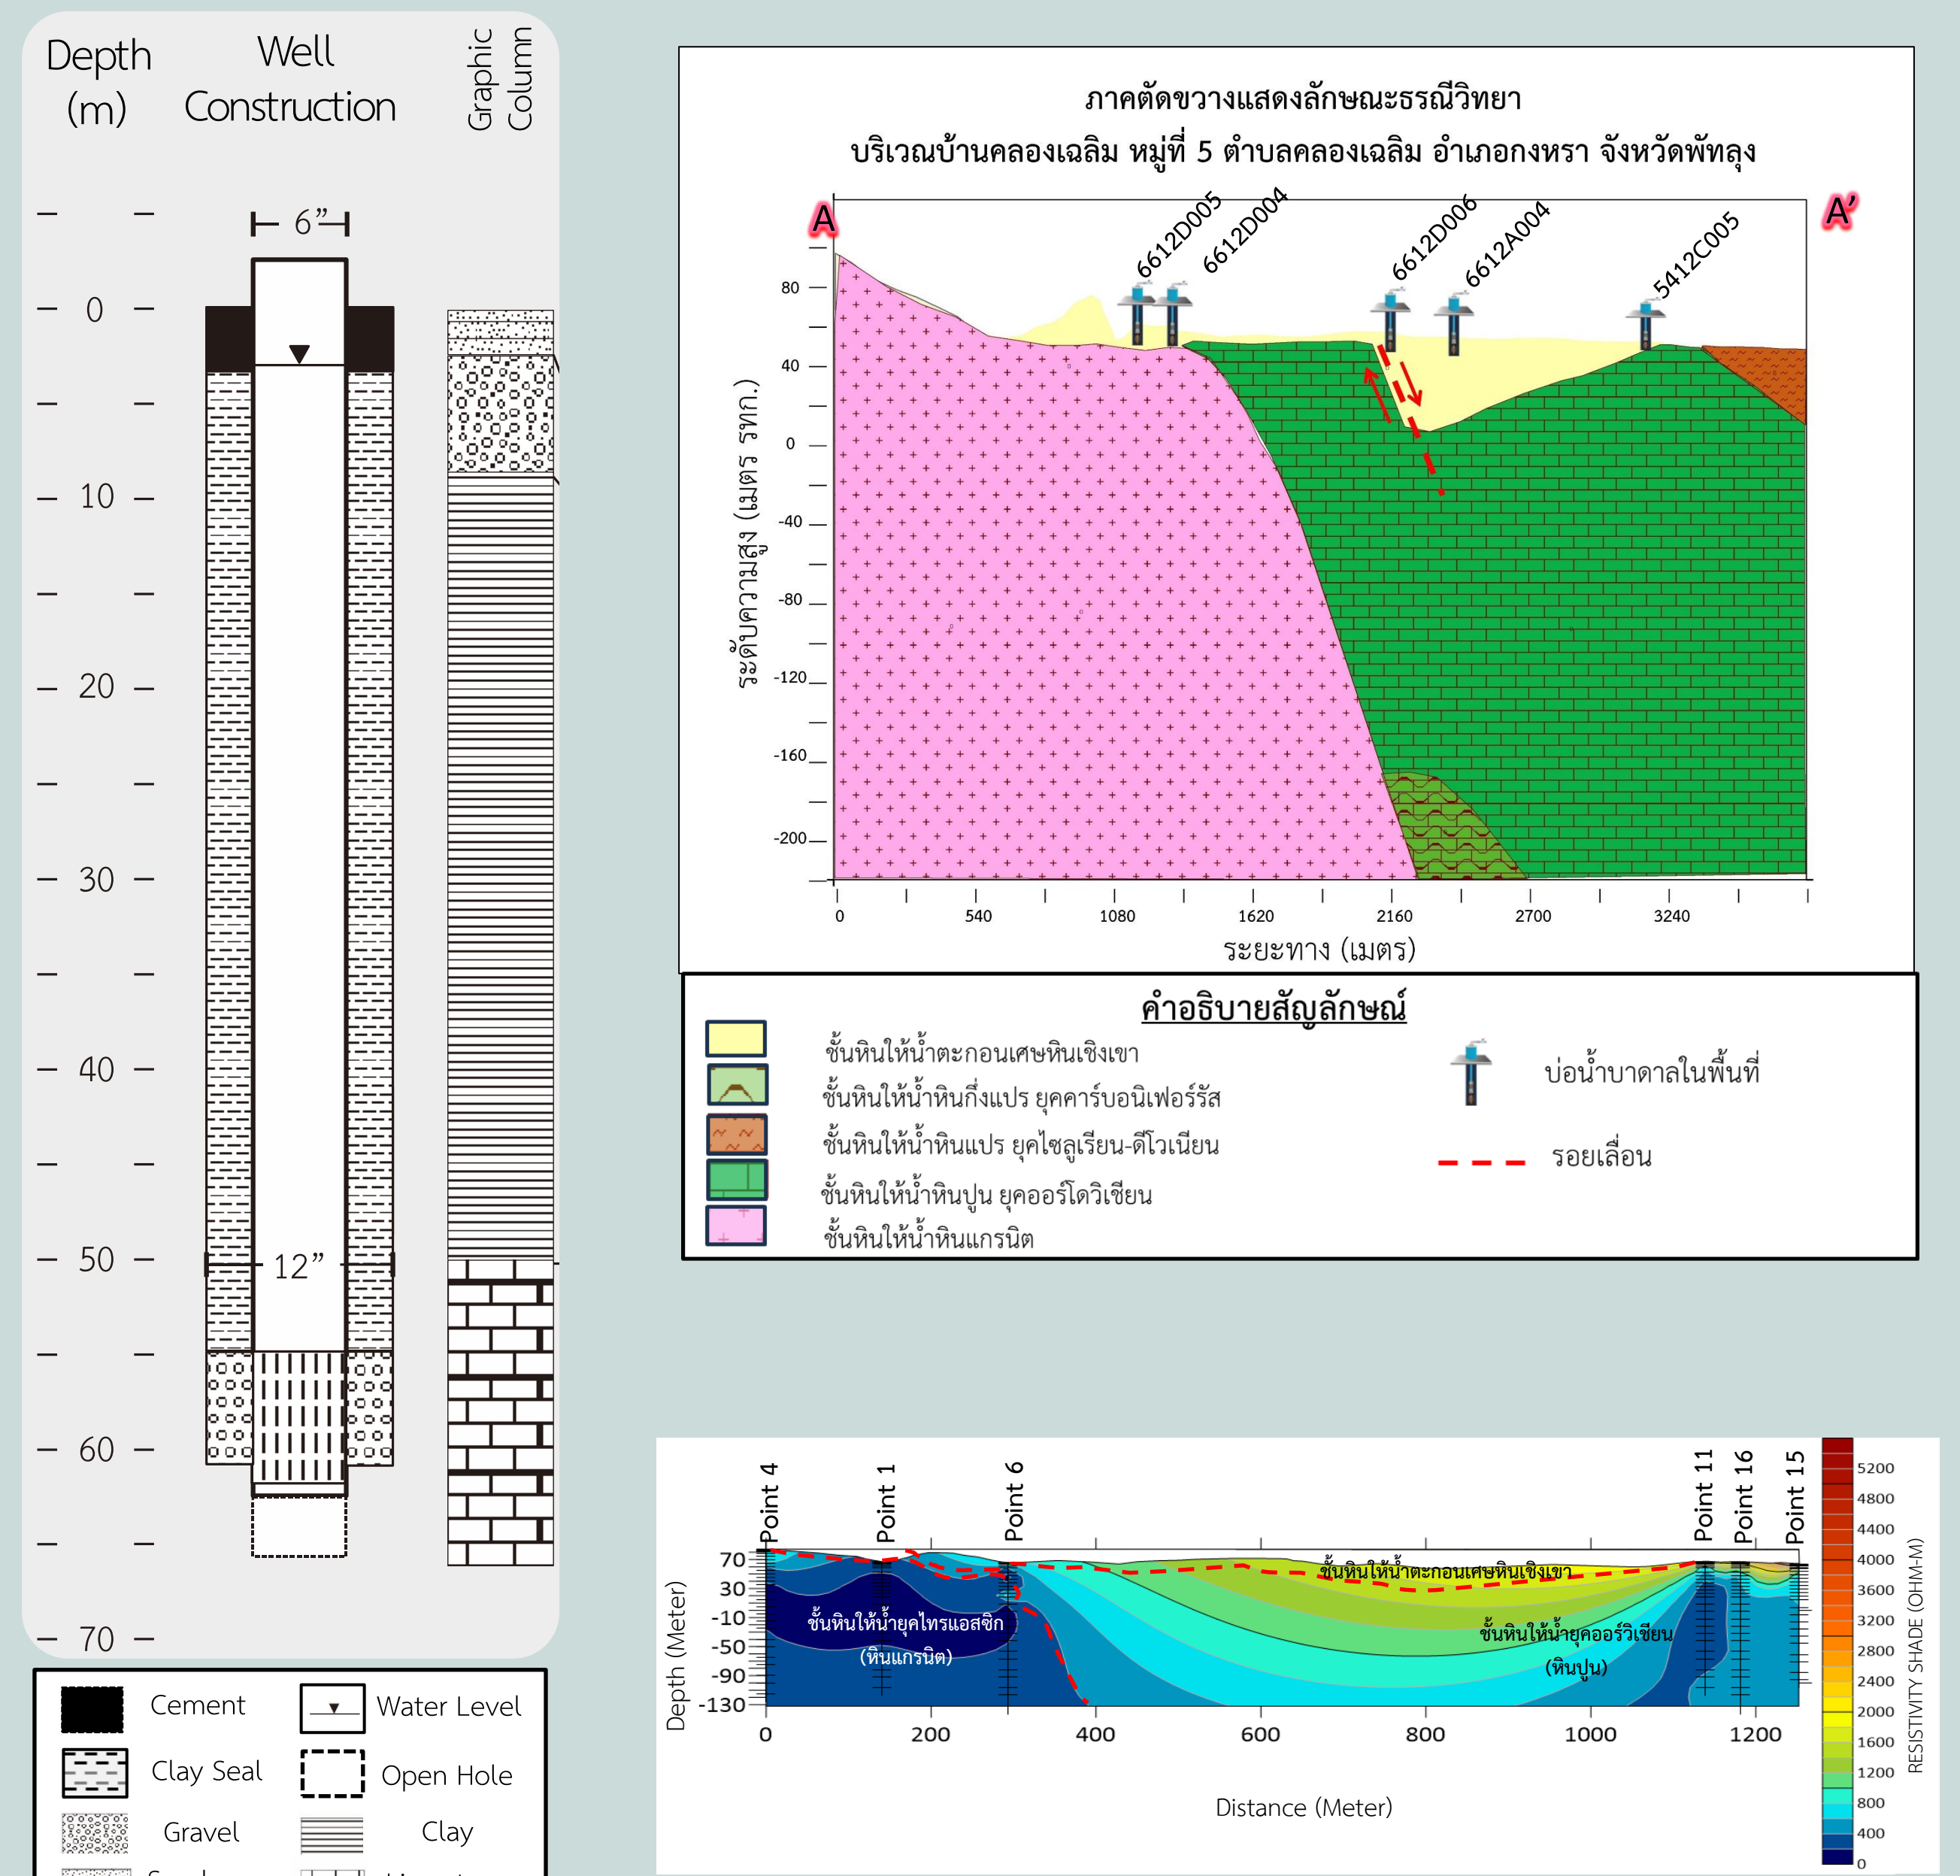 Depth
(m)
Well
Construction
Graphic
Column
6”
0
10
20
30
40
50
60
70
12”
Cement
Water Level
Clay Seal
Open Hole
Gravel
Clay
ภาคตัดขวางแสดงลักษณะธรณีวิทยา
บริเวณบ้านคลองเฉลิม หมู่ที่ 5 ตำบลคลองเฉลิม อำเภอกงหรา จังหวัดพัทลุง
A
A’
6612D005
6612D004
6612D006
6612A004
5412C005
ระดับความสูง (เมตร รทก.)
80
40
0
-40
-80
-120
-160
-200
0 540 1080 1620 2160 2700 3240
ระยะทาง (เมตร)
คำอธิบายสัญลักษณ์
ชั้นหินให้น้ำตะกอนเศษหินเชิงเขา
ชั้นหินให้น้ำหินกึ่งแปร ยุคคาร์บอนิเฟอร์รัส
ชั้นหินให้น้ำหินแปร ยุคไซลูเรียน-ดีโวเนียน
ชั้นหินให้น้ำหินปูน ยุคออร์โดวิเชียน
ชั้นหินให้น้ำหินแกรนิต
บ่อน้ำบาดาลในพื้นที่
รอยเลื่อน
Point 4
Point 1
Point 6
Point 11
Point 16
Point 15
Depth (Meter)
70
30
-10
-50
-90
-130
0 200 400 600 800 1000 1200
Distance (Meter)
ชั้นหินให้น้ำตะกอนเศษหินเชิงเขา
ชั้นหินให้น้ำยุคไทรแอสซิก
(หินแกรนิต)
ชั้นหินให้น้ำยุคออร์วิเชียน
(หินปูน)
5200
4800
4400
4000
3600
3200
2800
2400
2000
1600
1200
800
400
0
RESISTIVITY SHADE (OHM-M)